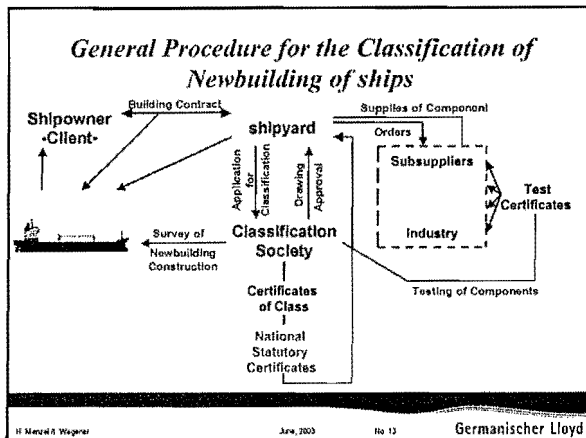 General Procedure for the Classification of
Newbuilding of ships
Building Contract
Supplies of Component
Shipowner
-Client-
shipyard
Orders
Subsuppliers
Application
for
Classification
Drawing
Approval
Test
Certificates
Survey of
Newbuilding
Construction
Classification
Society
Industry
Certificates
of Class
Testing of Components
National
Statutory
Certificates
June, 2003
No. 13
Germanischer Lloyd